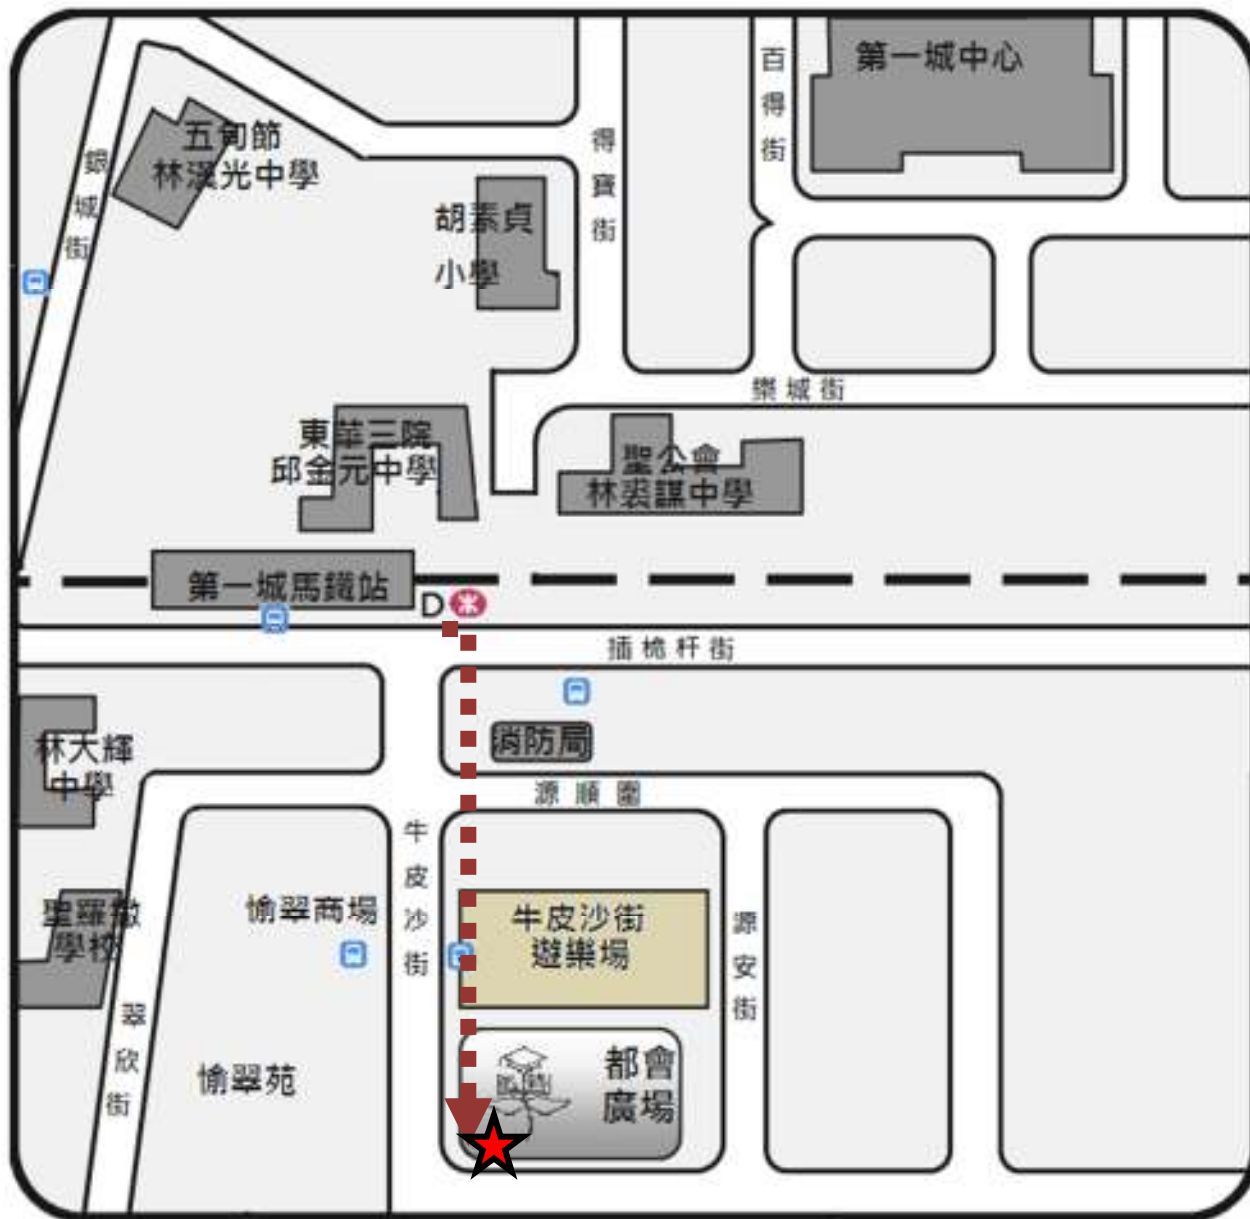 百得街
第一城中心
五旬節
林漢光中學
得寶街
銀城街
胡素貞
小學
樂城街
東華三院
邱金元中學
聖公會
林裘謀中學
第一城馬鐵站
D
插桅杆街
消防局
林大輝
中學
源順圍
牛皮沙街
愉翠商場
牛皮沙街
遊樂場
源安街
聖羅撒
學校
翠欣街
愉翠苑
都會
廣場